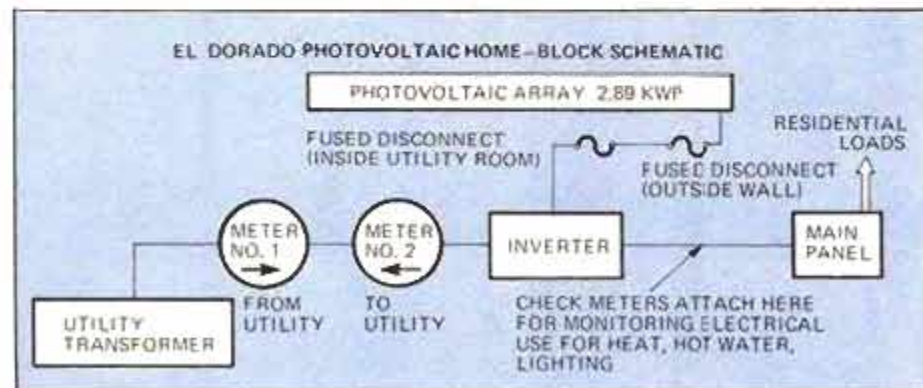 EL DORADO PHOTOVOLTAIC HOME–BLOCK SCHEMATIC
PHOTOVOLTAIC ARRAY 2.89 KWP
FUSED DISCONNECT
(INSIDE UTILITY ROOM)
RESIDENTIAL
LOADS
FUSED DISCONNECT
(OUTSIDE WALL)
METER
NO. 1
METER
NO. 2
INVERTER
MAIN
PANEL
FROM
UTILITY
TO
UTILITY
UTILITY
TRANSFORMER
CHECK METERS ATTACH HERE
FOR MONITORING ELECTRICAL
USE FOR HEAT, HOT WATER,
LIGHTING